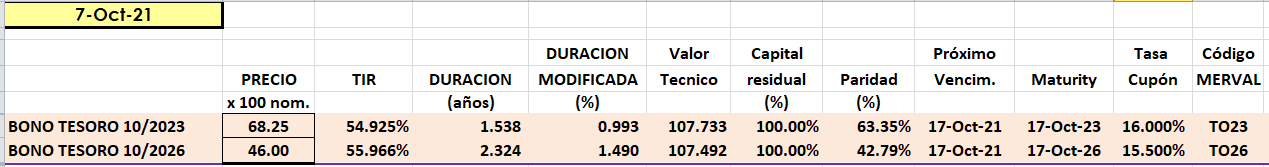 7-Oct-21
DURACION Valor Capital Próximo Tasa Código
PRECIO TIR DURACION MODIFICADA Tecnico residual Paridad Vencim. Maturity Cupón MERVAL
x 100 nom. (años) (%) (%) (%)
BONO TESORO 10/2023 68.25 54.925% 1.538 0.993 107.733 100.00% 63.35% 17-Oct-21 17-Oct-23 16.000% TO23
BONO TESORO 10/2026 46.00 55.966% 2.324 1.490 107.492 100.00% 42.79% 17-Oct-21 17-Oct-26 15.500% TO26